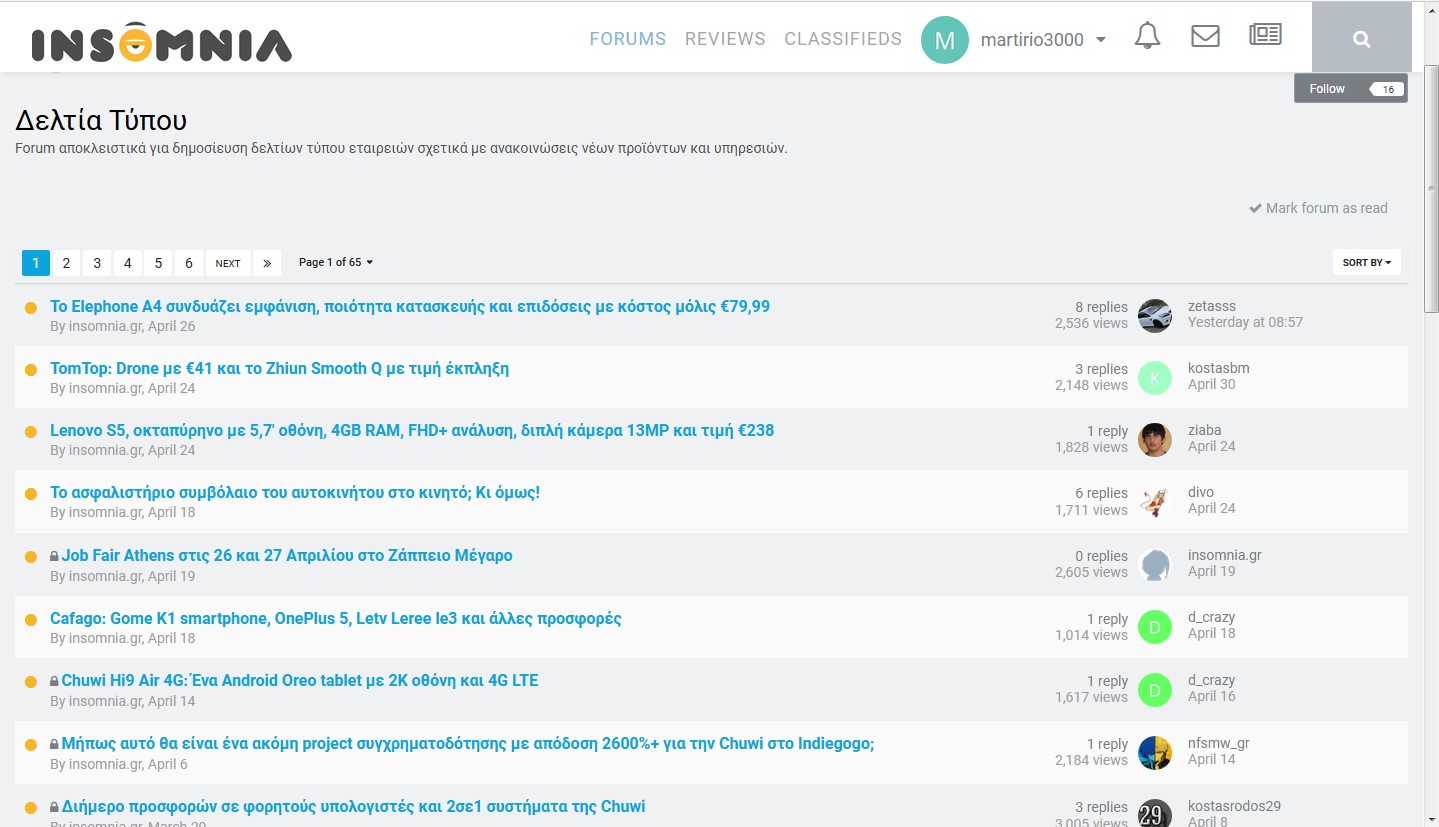 INSOMNIA FORUMS REVIEWS CLASSIFIEDS M martirio3000
Follow 16
Δελτία Τύπου
Forum αποκλειστικά για δημοσίευση δελτίων τύπου εταιρειών σχετικά με ανακοινώσεις νέων προϊόντων και υπηρεσιών.
Mark forum as read
1 2 3 4 5 6 NEXT » Page 1 of 65 SORT BY
Το Elephone A4 συνδυάζει εμφάνιση, ποιότητα κατασκευής και επιδόσεις με κόστος μόλις €79,99 8 replies zetasss
By insomnia.gr, April 26 2,536 views Yesterday at 08:57
TomTop: Drone με €41 και το Zhiun Smooth Q με τιμή έκπληξη 3 replies K kostasbm
By insomnia.gr, April 24 2,148 views April 30
Lenovo S5, οκταπύρηνο με 5,7' οθόνη, 4GB RAM, FHD+ ανάλυση, διπλή κάμερα 13MP και τιμή €238 1 reply ziaba
By insomnia.gr, April 24 1,828 views April 24
Το ασφαλιστήριο συμβόλαιο του αυτοκινήτου στο κινητό; Κι όμως! 6 replies divo
By insomnia.gr, April 18 1,711 views April 24
Job Fair Athens στις 26 και 27 Απριλίου στο Ζάππειο Μέγαρο 0 replies insomnia.gr
By insomnia.gr, April 19 2,605 views April 19
Cafago: Gome K1 smartphone, OnePlus 5, Letv Leree le3 και άλλες προσφορές 1 reply D d_crazy
By insomnia.gr, April 18 1,014 views April 18
Chuwi Hi9 Air 4G: Ένα Android Oreo tablet με 2K οθόνη και 4G LTE 1 reply D d_crazy
By insomnia.gr, April 14 1,617 views April 16
Μήπως αυτό θα είναι ένα ακόμη project συγχρηματοδότησης με απόδοση 2600%+ για την Chuwi στο Indiegogo; 1 reply nfsmw_gr
By insomnia.gr, April 6 2,184 views April 14
Διήμερο προσφορών σε φορητούς υπολογιστές και 2σε1 συστήματα της Chuwi 3 replies 29 kostasrodos29
By insomnia.gr, March 29 3,005 views April 8